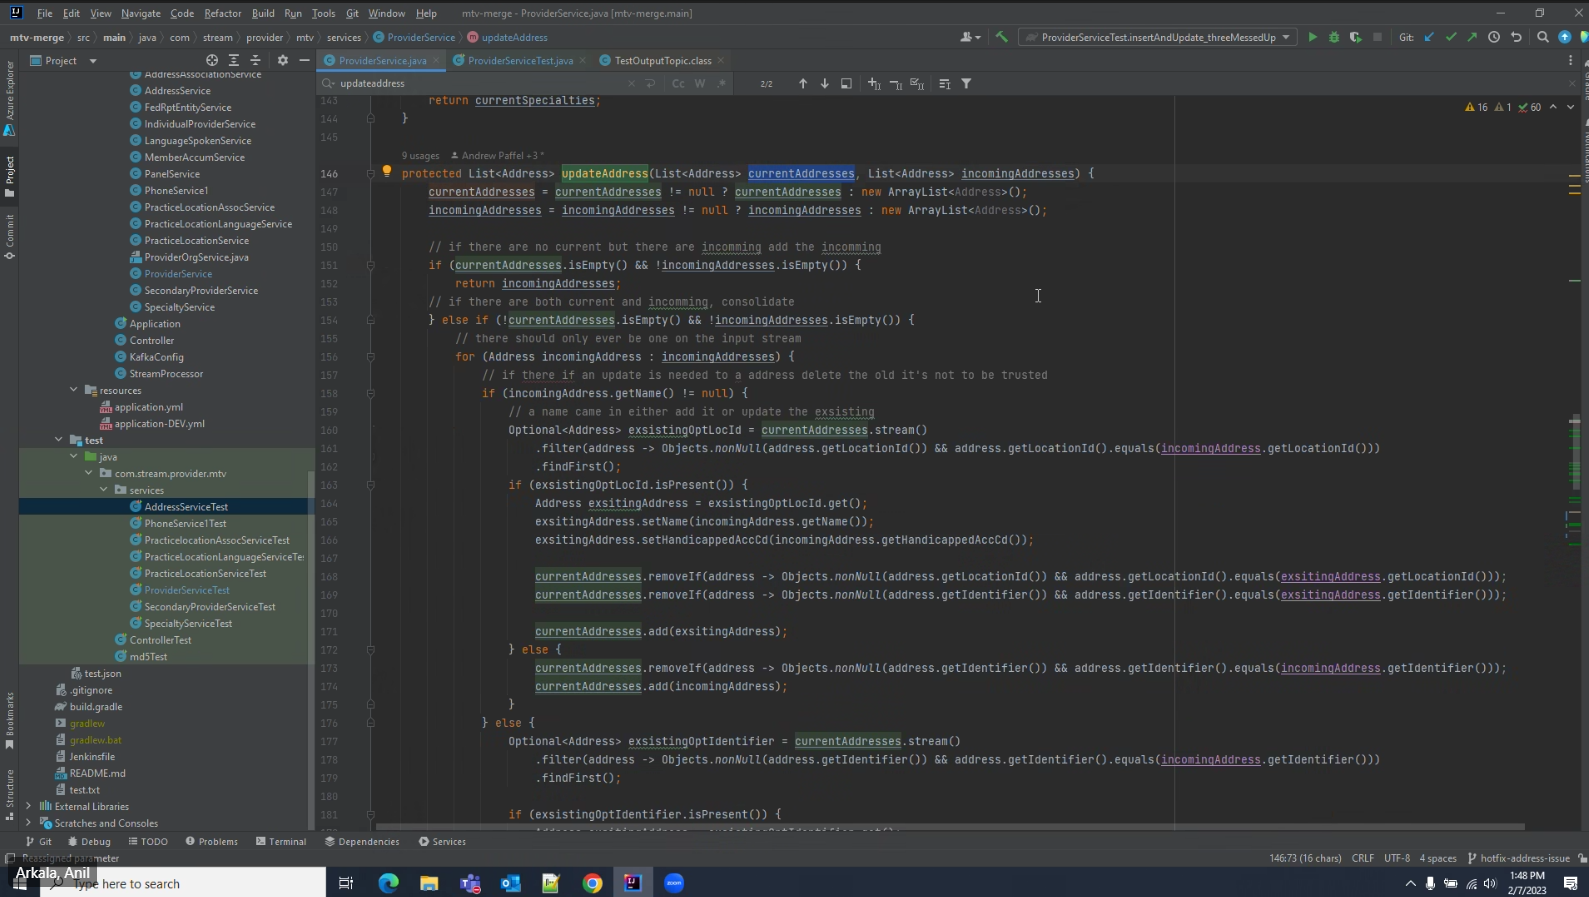 File Edit View Navigate Code Refactor Build Run Tools Git Window Help mtv-merge - ProviderService.java [mtv-merge.main]
mtv-merge src main java com stream provider mtv services ProviderService updateAddress
ProviderServiceTest.insertAndUpdate_threeMessedUp Git:
Project
ProviderService.java ProviderServiceTest.java TestOutputTopic.class
updateaddress Cc W .* 2/2
16 1 60
Azure Explorer
Project
Commit
Bookmarks
Structure
AddressAssociationService
AddressService
FedRptEntityService
IndividualProviderService
LanguageSpokenService
MemberAccumService
PanelService
PhoneService1
PracticeLocationAssocService
PracticeLocationLanguageService
PracticeLocationService
ProviderOrgService.java
ProviderService
SecondaryProviderService
SpecialtyService
Application
Controller
KafkaConfig
StreamProcessor
resources
application.yml
application-DEV.yml
test
java
com.stream.provider.mtv
services
AddressServiceTest
PhoneService1Test
PracticelocationAssocServiceTest
PracticeLocationLanguageServiceTe
PracticeLocationServiceTest
ProviderServiceTest
SecondaryProviderServiceTest
SpecialtyServiceTest
ControllerTest
md5Test
test.json
.gitignore
build.gradle
gradlew
gradlew.bat
Jenkinsfile
README.md
test.txt
External Libraries
Scratches and Consoles
143 return currentSpecialties;
144 }
145
9 usages Andrew Paffel +3 *
146 protected List<Address> updateAddress(List<Address> currentAddresses, List<Address> incomingAddresses) {
147 currentAddresses = currentAddresses != null ? currentAddresses : new ArrayList<Address>();
148 incomingAddresses = incomingAddresses != null ? incomingAddresses : new ArrayList<Address>();
149
150 // if there are no current but there are incomming add the incomming
151 if (currentAddresses.isEmpty() && !incomingAddresses.isEmpty()) {
152 return incomingAddresses;
153 // if there are both current and incomming, consolidate
154 } else if (!currentAddresses.isEmpty() && !incomingAddresses.isEmpty()) {
155 // there should only ever be one on the input stream
156 for (Address incomingAddress : incomingAddresses) {
157 // if there if an update is needed to a address delete the old it's not to be trusted
158 if (incomingAddress.getName() != null) {
159 // a name came in either add it or update the exsisting
160 Optional<Address> exsistingOptLocId = currentAddresses.stream()
161 .filter(address -> Objects.nonNull(address.getLocationId()) && address.getLocationId().equals(incomingAddress.getLocationId()))
162 .findFirst();
163 if (exsistingOptLocId.isPresent()) {
164 Address exsitingAddress = exsistingOptLocId.get();
165 exsitingAddress.setName(incomingAddress.getName());
166 exsitingAddress.setHandicappedAccCd(incomingAddress.getHandicappedAccCd());
167
168 currentAddresses.removeIf(address -> Objects.nonNull(address.getLocationId()) && address.getLocationId().equals(exsitingAddress.getLocationId()));
169 currentAddresses.removeIf(address -> Objects.nonNull(address.getIdentifier()) && address.getIdentifier().equals(exsitingAddress.getIdentifier()));
170
171 currentAddresses.add(exsitingAddress);
172 } else {
173 currentAddresses.removeIf(address -> Objects.nonNull(address.getIdentifier()) && address.getIdentifier().equals(incomingAddress.getIdentifier()));
174 currentAddresses.add(incomingAddress);
175 }
176 } else {
177 Optional<Address> exsistingOptIdentifier = currentAddresses.stream()
178 .filter(address -> Objects.nonNull(address.getIdentifier()) && address.getIdentifier().equals(incomingAddress.getIdentifier()))
179 .findFirst();
180
181 if (exsistingOptIdentifier.isPresent()) {
Git Debug TODO Problems Terminal Dependencies Services
Reassigned parameter 146:73 (16 chars) CRLF UTF-8 4 spaces hotfix-address-issue
Arkala, Anil
Type here to search
zoom
1:48 PM
2/7/2023